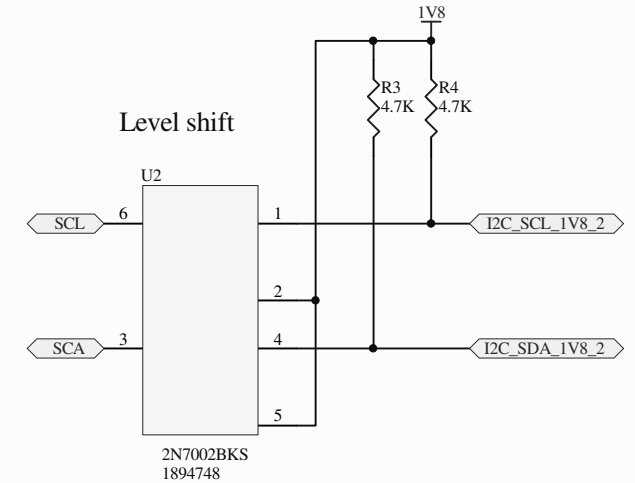 1V8
R3
4.7K
R4
4.7K
Level shift
U2
SCL
6
1
I2C_SCL_1V8_2
2
SCA
3
4
I2C_SDA_1V8_2
5
2N7002BKS
1894748